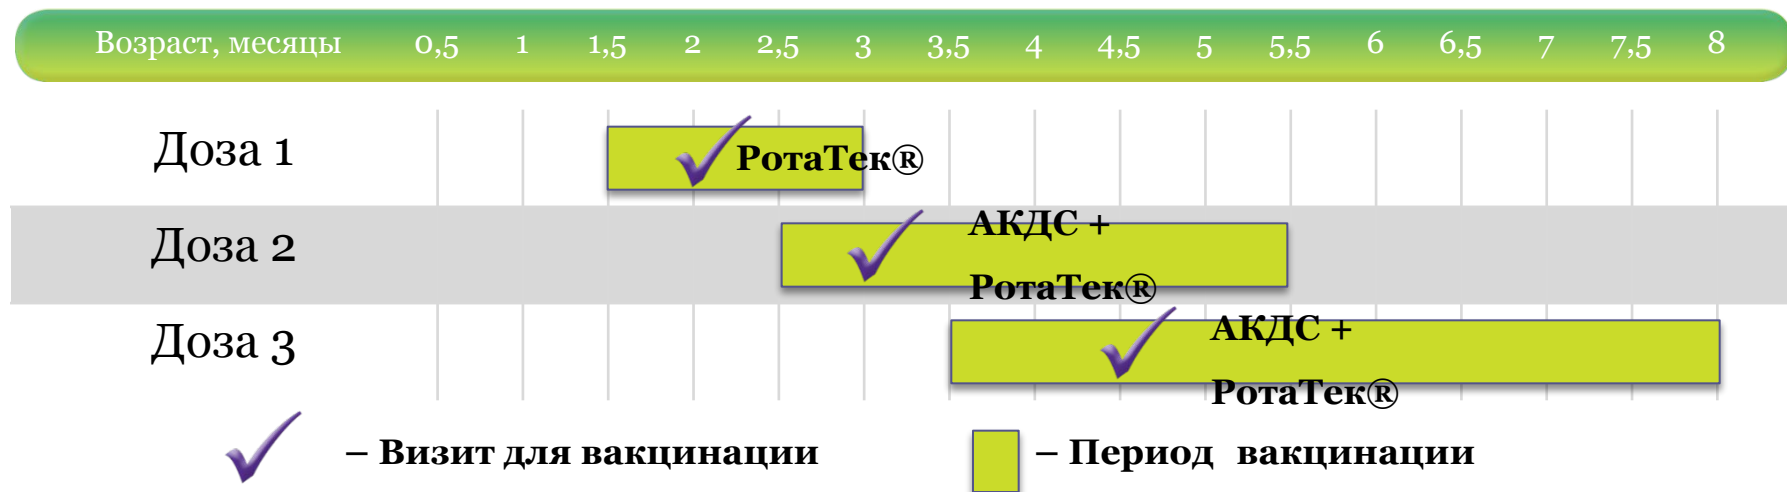 Возраст, месяцы 0,5 1 1,5 2 2,5 3 3,5 4 4,5 5 5,5 6 6,5 7 7,5 8
Доза 1
РотаТек®
Доза 2
АКДС +
РотаТек®
Доза 3
АКДС +
РотаТек®
– Визит для вакцинации
– Период вакцинации